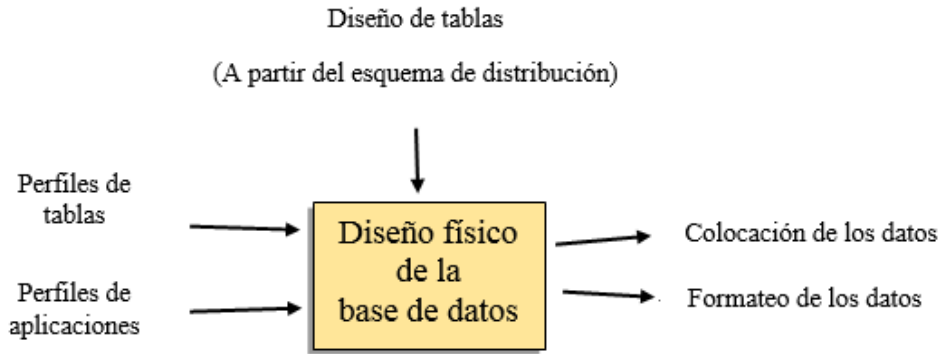 Diseño de tablas
(A partir del esquema de distribución)
Perfiles de
tablas
Perfiles de
aplicaciones
Diseño físico
de la
base de datos
Colocación de los datos
Formateo de los datos